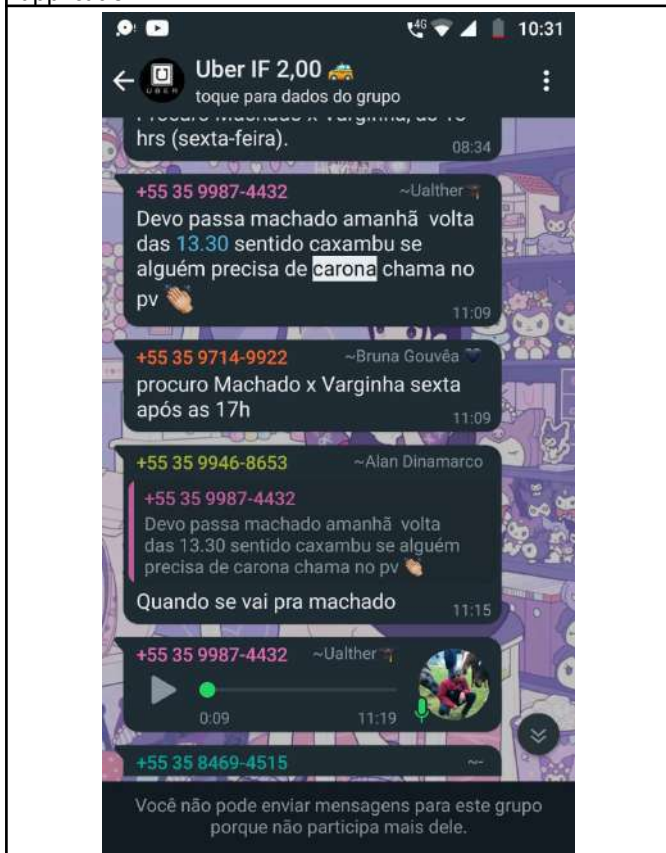 10:31
Uber IF 2,00
UBER
toque para dados do grupo
hrs (sexta-feira).
08:34
+55 35 9987-4432 ~Ualther
Devo passa machado amanhã volta
das 13.30 sentido caxambu se
alguém precisa de carona chama no
pv
11:09
+55 35 9714-9922 ~Bruna Gouvêa
procuro Machado x Varginha sexta
após as 17h
11:09
+55 35 9946-8653 ~Alan Dinamarco
+55 35 9987-4432
Devo passa machado amanhã volta
das 13.30 sentido caxambu se alguém
precisa de carona chama no pv
Quando se vai pra machado
11:15
+55 35 9987-4432 ~Ualther
0:09 11:19
+55 35 8469-4515 ~-
Você não pode enviar mensagens para este grupo
porque não participa mais dele.